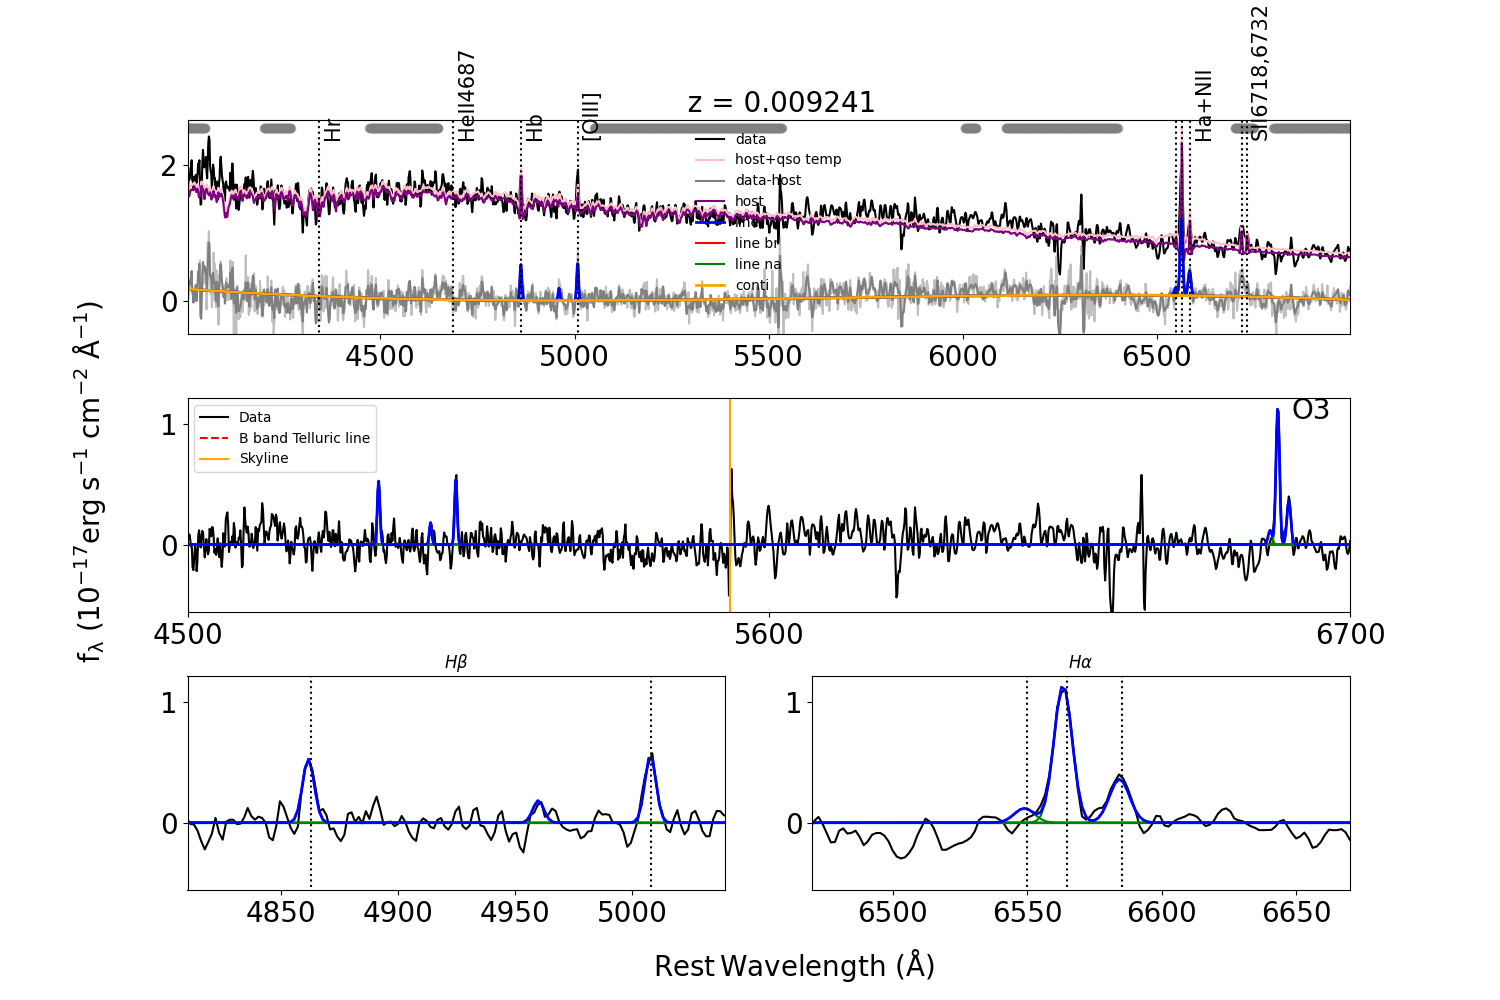 z = 0.009241
Hr
HeII4687
Hb
[OIII]
Ha+NII
SII6718,6732
data
host+qso temp
data-host
host
line
line br
line na
conti
2
0
4500 5000 5500 6000 6500
Data
B band Telluric line
Skyline
O3
1
0
4500 5600 6700
fλ (10⁻¹⁷erg s⁻¹ cm⁻² Å⁻¹)
Hβ
1
0
4850 4900 4950 5000
Hα
1
0
6500 6550 6600 6650
Rest Wavelength (Å)